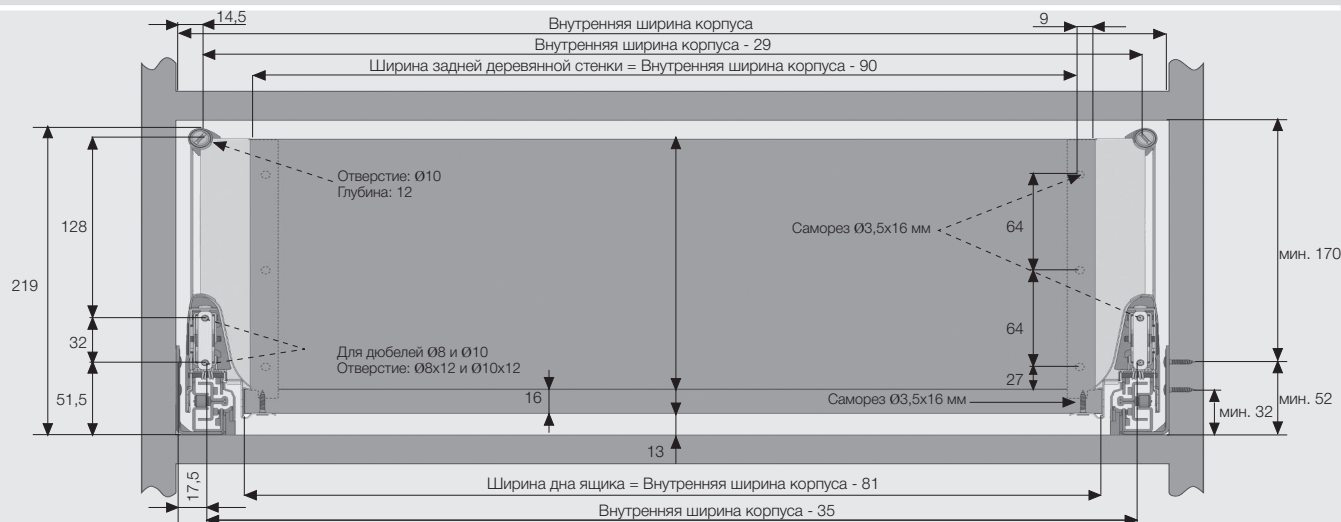 14,5
Внутренняя ширина корпуса
9
Внутренняя ширина корпуса - 29
Ширина задней деревянной стенки = Внутренняя ширина корпуса - 90
Отверстие: Ø10
Глубина: 12
128
Саморез Ø3,5x16 мм
64
219
мин. 170
32
64
Для дюбелей Ø8 и Ø10
Отверстие: Ø8x12 и Ø10x12
27
51,5
16
Саморез Ø3,5x16 мм
мин. 52
мин. 32
13
17,5
Ширина дна ящика = Внутренняя ширина корпуса - 81
Внутренняя ширина корпуса - 35